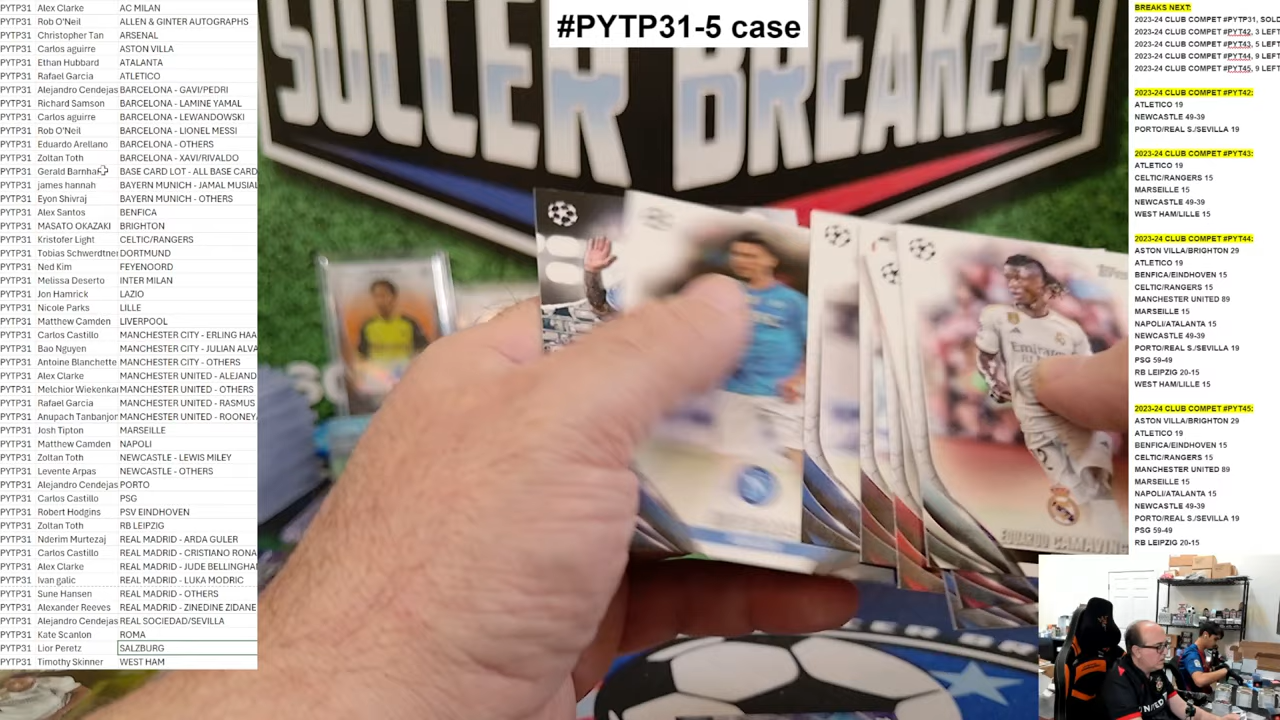 #PYTP31-5 case
PYTP31 Alex Clarke AC MILAN
PYTP31 Rob O'Neil ALLEN & GINTER AUTOGRAPHS
PYTP31 Christopher Tan ARSENAL
PYTP31 Carlos aguirre ASTON VILLA
PYTP31 Ethan Hubbard ATALANTA
PYTP31 Rafael Garcia ATLETICO
PYTP31 Alejandro Cendejas BARCELONA - GAVI/PEDRI
PYTP31 Richard Samson BARCELONA - LAMINE YAMAL
PYTP31 Carlos aguirre BARCELONA - LEWANDOWSKI
PYTP31 Rob O'Neil BARCELONA - LIONEL MESSI
PYTP31 Eduardo Arellano BARCELONA - OTHERS
PYTP31 Zoltan Toth BARCELONA - XAVI/RIVALDO
PYTP31 Gerald Barnhar BASE CARD LOT - ALL BASE CARD
PYTP31 james hannah BAYERN MUNICH - JAMAL MUSIAL
PYTP31 Eyon Shivraj BAYERN MUNICH - OTHERS
PYTP31 Alex Santos BENFICA
PYTP31 MASATO OKAZAKI BRIGHTON
PYTP31 Kristofer Light CELTIC/RANGERS
PYTP31 Tobias Schwerdtner DORTMUND
PYTP31 Ned Kim FEYENOORD
PYTP31 Melissa Deserto INTER MILAN
PYTP31 Jon Hamrick LAZIO
PYTP31 Nicole Parks LILLE
PYTP31 Matthew Camden LIVERPOOL
PYTP31 Carlos Castillo MANCHESTER CITY - ERLING HAA
PYTP31 Bao Nguyen MANCHESTER CITY - JULIAN ALVA
PYTP31 Antoine Blanchette MANCHESTER CITY - OTHERS
PYTP31 Alex Clarke MANCHESTER UNITED - ALEJAND
PYTP31 Melchior Wiekenka MANCHESTER UNITED - OTHERS
PYTP31 Rafael Garcia MANCHESTER UNITED - RASMUS
PYTP31 Anupach Tanbanjor MANCHESTER UNITED - ROONEY
PYTP31 Josh Tipton MARSEILLE
PYTP31 Matthew Camden NAPOLI
PYTP31 Zoltan Toth NEWCASTLE - LEWIS MILEY
PYTP31 Levente Arpas NEWCASTLE - OTHERS
PYTP31 Alejandro Cendejas PORTO
PYTP31 Carlos Castillo PSG
PYTP31 Robert Hodgins PSV EINDHOVEN
PYTP31 Zoltan Toth RB LEIPZIG
PYTP31 Nderim Murtezaj REAL MADRID - ARDA GULER
PYTP31 Carlos Castillo REAL MADRID - CRISTIANO RONA
PYTP31 Alex Clarke REAL MADRID - JUDE BELLINGHA
PYTP31 Ivan galic REAL MADRID - LUKA MODRIC
PYTP31 Sune Hansen REAL MADRID - OTHERS
PYTP31 Alexander Reeves REAL MADRID - ZINEDINE ZIDANE
PYTP31 Alejandro Cendejas REAL SOCIEDAD/SEVILLA
PYTP31 Kate Scanlon ROMA
PYTP31 Lior Peretz SALZBURG
PYTP31 Timothy Skinner WEST HAM
SOCCER BREAKERS
Topps
Emirates
EDUARDO CAMAVIN
BREAKS NEXT:
2023-24 CLUB COMPET #PYTP31, SOLD
2023-24 CLUB COMPET #PYT42, 3 LEFT
2023-24 CLUB COMPET #PYT43, 5 LEFT
2023-24 CLUB COMPET #PYT44, 9 LEFT
2023-24 CLUB COMPET #PYT45, 9 LEFT
2023-24 CLUB COMPET #PYT42:
ATLETICO 19
NEWCASTLE 49-39
PORTO/REAL S./SEVILLA 19
2023-24 CLUB COMPET #PYT43:
ATLETICO 19
CELTIC/RANGERS 15
MARSEILLE 15
NEWCASTLE 49-39
WEST HAM/LILLE 15
2023-24 CLUB COMPET #PYT44:
ASTON VILLA/BRIGHTON 29
ATLETICO 19
BENFICA/EINDHOVEN 15
CELTIC/RANGERS 15
MANCHESTER UNITED 89
MARSEILLE 15
NAPOLI/ATALANTA 15
NEWCASTLE 49-39
PORTO/REAL S./SEVILLA 19
PSG 59-49
RB LEIPZIG 20-15
WEST HAM/LILLE 15
2023-24 CLUB COMPET #PYT45:
ASTON VILLA/BRIGHTON 29
ATLETICO 19
BENFICA/EINDHOVEN 15
CELTIC/RANGERS 15
MANCHESTER UNITED 89
MARSEILLE 15
NAPOLI/ATALANTA 15
NEWCASTLE 49-39
PORTO/REAL S./SEVILLA 19
PSG 59-49
RB LEIPZIG 20-15